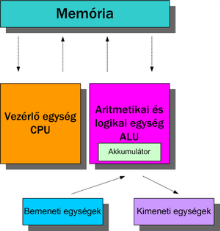 Memória
Vezérlő egység
CPU
Aritmetikai és
logikai egység
ALU
Akkumulátor
Bemeneti egységek
Kimeneti egységek